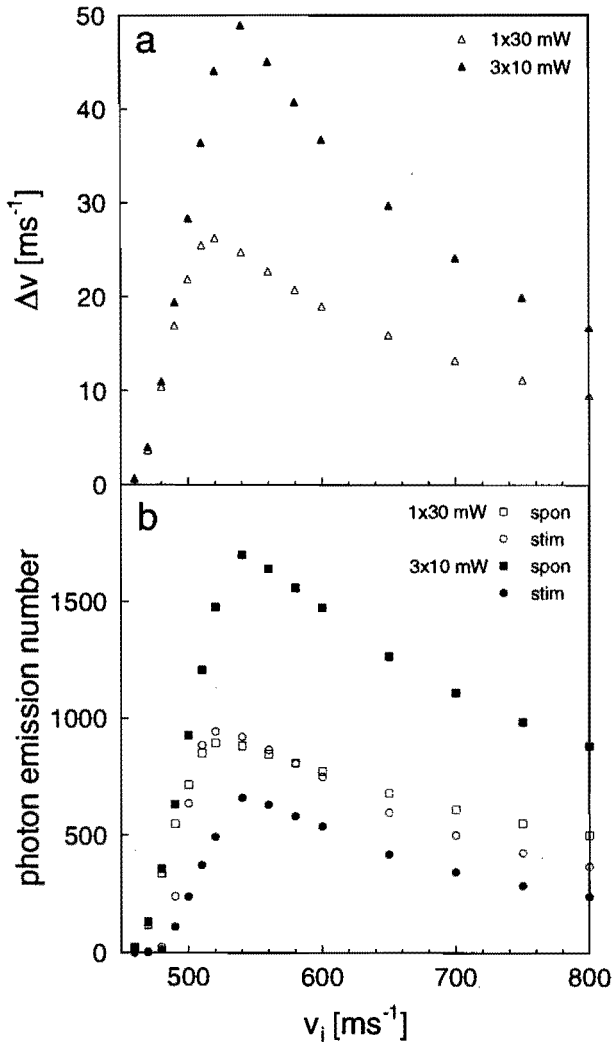 a
1x30 mW
3x10 mW
50
40
30
20
10
0
Δv [ms⁻¹]
b
1x30 mW spon
stim
3x10 mW spon
stim
1500
1000
500
0
photon emission number
500 600 700 800
v_i [ms⁻¹]